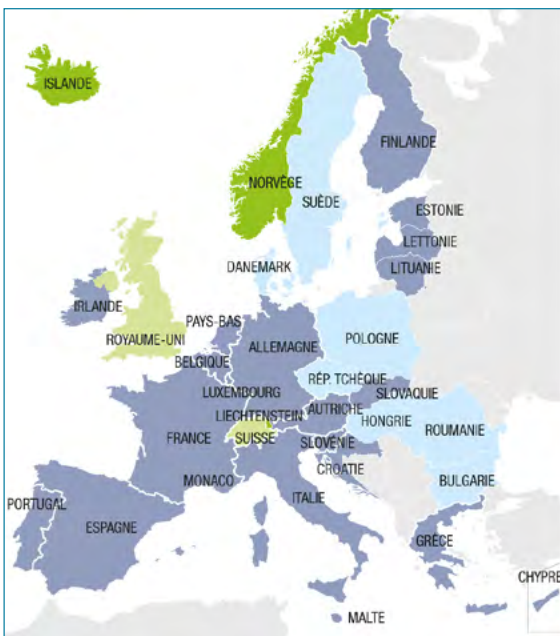 ISLANDE
FINLANDE
NORVÈGE
SUÈDE
ESTONIE
LETTONIE
DANEMARK
LITUANIE
IRLANDE
PAYS-BAS
ROYAUME-UNI
ALLEMAGNE
POLOGNE
BELGIQUE
RÉP. TCHÈQUE
LUXEMBOURG
SLOVAQUIE
LIECHTENSTEIN
AUTRICHE
HONGRIE
FRANCE
SUISSE
SLOVÉNIE
ROUMANIE
CROATIE
MONACO
BULGARIE
PORTUGAL
ITALIE
ESPAGNE
GRÈCE
CHYPRE
MALTE